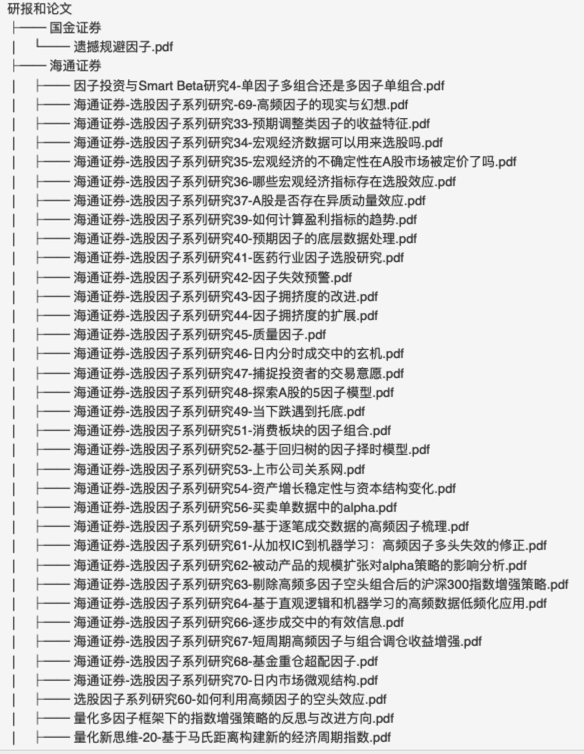 研报和论文
├── 国金证券
│   └── 遗憾规避因子.pdf
├── 海通证券
│   ├── 因子投资与Smart Beta研究4-单因子多组合还是多因子单组合.pdf
│   ├── 海通证券-选股因子系列研究-69-高频因子的现实与幻想.pdf
│   ├── 海通证券-选股因子系列研究33-预期调整类因子的收益特征.pdf
│   ├── 海通证券-选股因子系列研究34-宏观经济数据可以用来选股吗.pdf
│   ├── 海通证券-选股因子系列研究35-宏观经济的不确定性在A股市场被定价了吗.pdf
│   ├── 海通证券-选股因子系列研究36-哪些宏观经济指标存在选股效应.pdf
│   ├── 海通证券-选股因子系列研究37-A股是否存在异质动量效应.pdf
│   ├── 海通证券-选股因子系列研究39-如何计算盈利指标的趋势.pdf
│   ├── 海通证券-选股因子系列研究40-预期因子的底层数据处理.pdf
│   ├── 海通证券-选股因子系列研究41-医药行业因子选股研究.pdf
│   ├── 海通证券-选股因子系列研究42-因子失效预警.pdf
│   ├── 海通证券-选股因子系列研究43-因子拥挤度的改进.pdf
│   ├── 海通证券-选股因子系列研究44-因子拥挤度的扩展.pdf
│   ├── 海通证券-选股因子系列研究45-质量因子.pdf
│   ├── 海通证券-选股因子系列研究46-日内分时成交中的玄机.pdf
│   ├── 海通证券-选股因子系列研究47-捕捉投资者的交易意愿.pdf
│   ├── 海通证券-选股因子系列研究48-探索A股的5因子模型.pdf
│   ├── 海通证券-选股因子系列研究49-当下跌遇到托底.pdf
│   ├── 海通证券-选股因子系列研究51-消费板块的因子组合.pdf
│   ├── 海通证券-选股因子系列研究52-基于回归树的因子择时模型.pdf
│   ├── 海通证券-选股因子系列研究53-上市公司关系网.pdf
│   ├── 海通证券-选股因子系列研究54-资产增长稳定性与资本结构变化.pdf
│   ├── 海通证券-选股因子系列研究56-买卖单数据中的alpha.pdf
│   ├── 海通证券-选股因子系列研究59-基于逐笔成交数据的高频因子梳理.pdf
│   ├── 海通证券-选股因子系列研究61-从加权IC到机器学习：高频因子多头失效的修正.pdf
│   ├── 海通证券-选股因子系列研究62-被动产品的规模扩张对alpha策略的影响分析.pdf
│   ├── 海通证券-选股因子系列研究63-剔除高频多因子空头组合后的沪深300指数增强策略.pdf
│   ├── 海通证券-选股因子系列研究64-基于直观逻辑和机器学习的高频数据低频化应用.pdf
│   ├── 海通证券-选股因子系列研究66-逐步成交中的有效信息.pdf
│   ├── 海通证券-选股因子系列研究67-短周期高频因子与组合调仓收益增强.pdf
│   ├── 海通证券-选股因子系列研究68-基金重仓超配因子.pdf
│   ├── 海通证券-选股因子系列研究70-日内市场微观结构.pdf
│   ├── 选股因子系列研究60-如何利用高频因子的空头效应.pdf
│   ├── 量化多因子框架下的指数增强策略的反思与改进方向.pdf
│   ├── 量化新思维-20-基于马氏距离构建新的经济周期指数.pdf